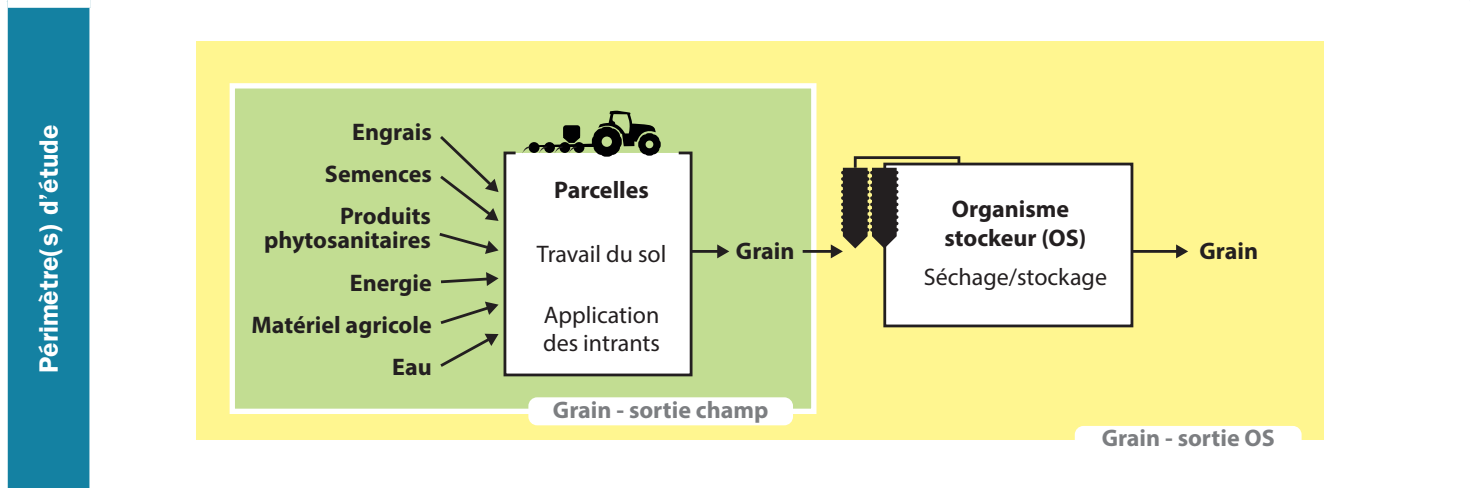 Périmètre(s) d'étude
Engrais
Semences
Produits
phytosanitaires
Energie
Matériel agricole
Eau
Parcelles
Travail du sol
Application
des intrants
Grain
Grain - sortie champ
Organisme
stockeur (OS)
Séchage/stockage
Grain
Grain - sortie OS